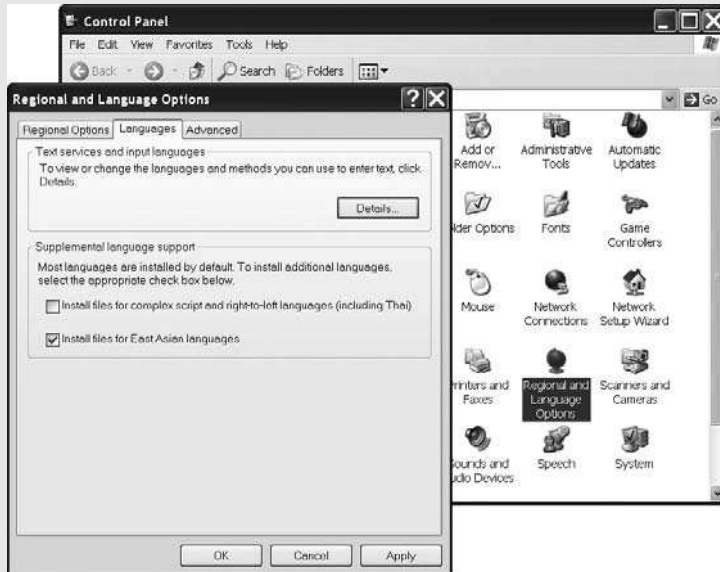 Control Panel
File Edit View Favorites Tools Help
Back Search Folders
Go
Regional and Language Options
Regional Options Languages Advanced
Text services and input languages
To view or change the languages and methods you can use to enter text, click
Details.
Details...
Supplemental language support
Most languages are installed by default. To install additional languages,
select the appropriate check box below.
Install files for complex script and right-to-left languages (including Thai)
Install files for East Asian languages
OK Cancel Apply
Add or
Remov...
Administrative
Tools
Automatic
Updates
lder Options
Fonts
Game
Controlers
Mouse
Network
Connections
Network
Setup Wizard
rinters and
Faxes
Regional and
Language
Options
Scanners and
Cameras
ounds and
udio Devices
Speech
System